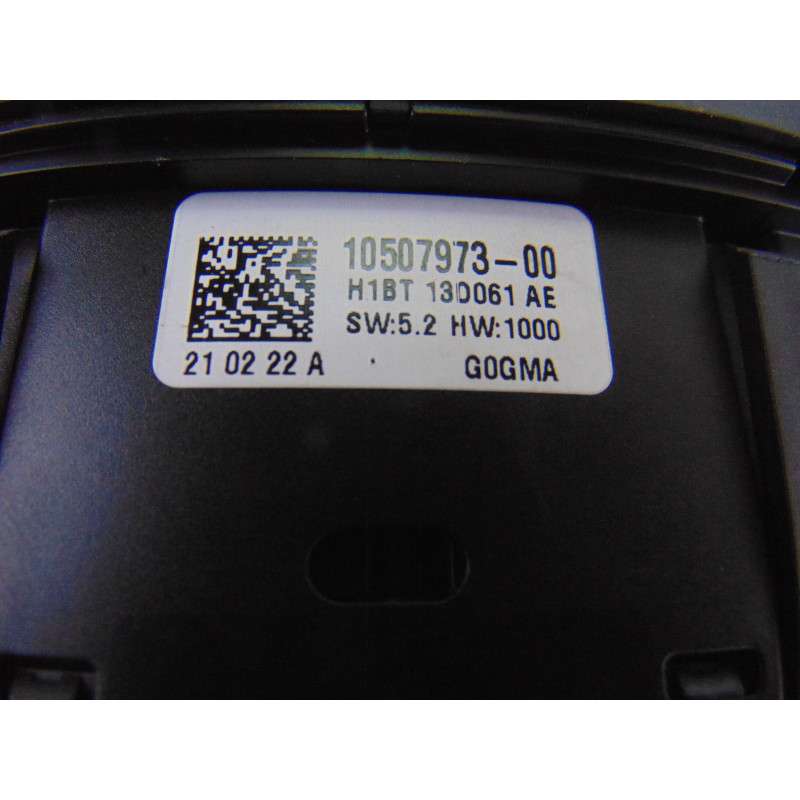 10507973-00
H1BT 13D061 AE
SW:5.2 HW:1000
21 02 22 A G0GMA